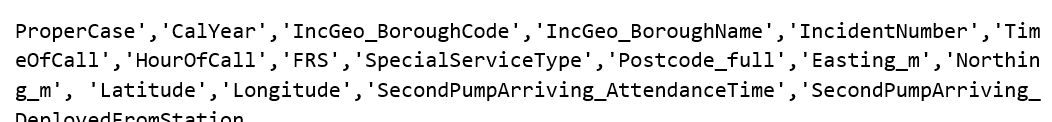 ProperCase','CalYear','IncGeo_BoroughCode','IncGeo_BoroughName','IncidentNumber','Tim
eOfCall','HourOfCall','FRS','SpecialServiceType','Postcode_full','Easting_m','Northin
g_m', 'Latitude','Longitude','SecondPumpArriving_AttendanceTime','SecondPumpArriving_
DeployedFromStation